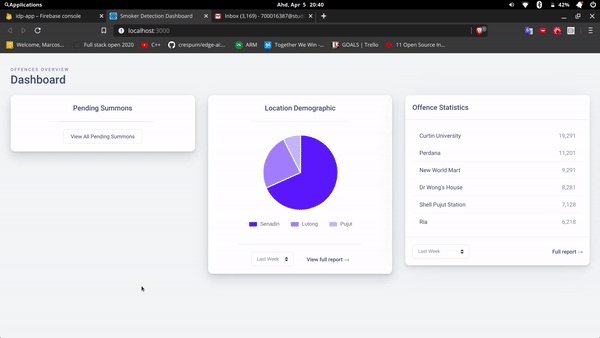 Applications
Ahd, Apr 5 20:40
42%
idp-app – Firebase console
Smoker Detection Dashboard
Inbox (3,169) - 700016387@stud
localhost:3000
Applications
Welcome, Marcos...
Full stack open 2020
C++
crespum/edge-ai:...
ARM
Together We Win -...
GOALS | Trello
11 Open Source In...
OFFENCES OVERVIEW
Dashboard
Pending Summons
View All Pending Summons
Location Demographic
Senadin
Lutong
Pujut
Last Week
View full report →
Offence Statistics
Curtin University 19,291
Perdana 11,201
New World Mart 9,291
Dr Wong's House 8,281
Shell Pujut Station 7,128
Ria 6,218
Last Week
Full report →